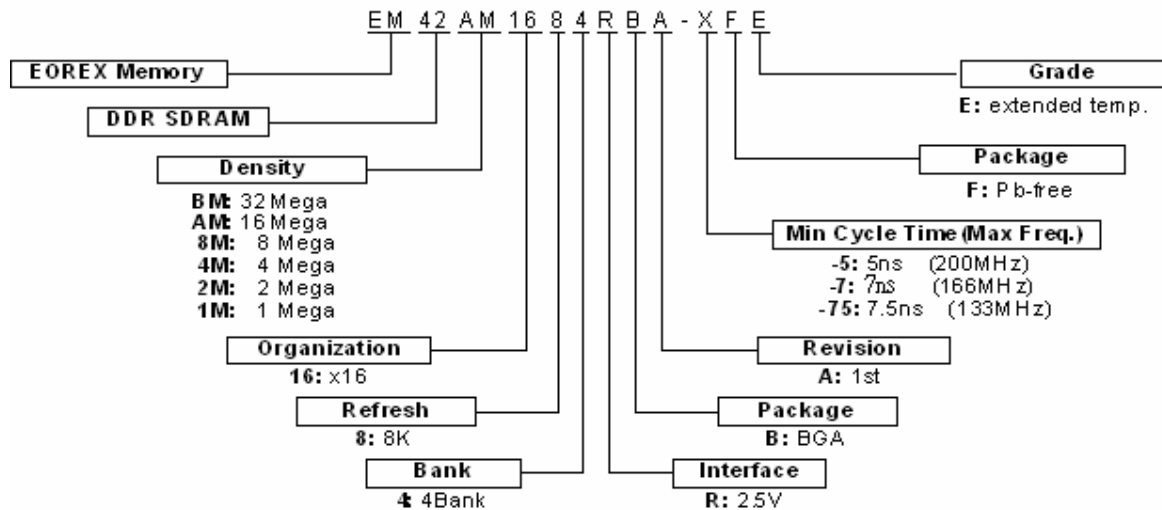 EM 42 AM 16 8 4 R B A - X F E
EOREX Memory
DDR SDRAM
Density
BM: 32 Mega
AM: 16 Mega
8M: 8 Mega
4M: 4 Mega
2M: 2 Mega
1M: 1 Mega
Organization
16: x16
Refresh
8: 8K
Bank
4: 4Bank
Grade
E: extended temp.
Package
F: Pb-free
Min Cycle Time (Max Freq.)
-5: 5ns (200MHz)
-7: 7ns (166MHz)
-75: 7.5ns (133MHz)
Revision
A: 1st
Package
B: BGA
Interface
R: 2.5V